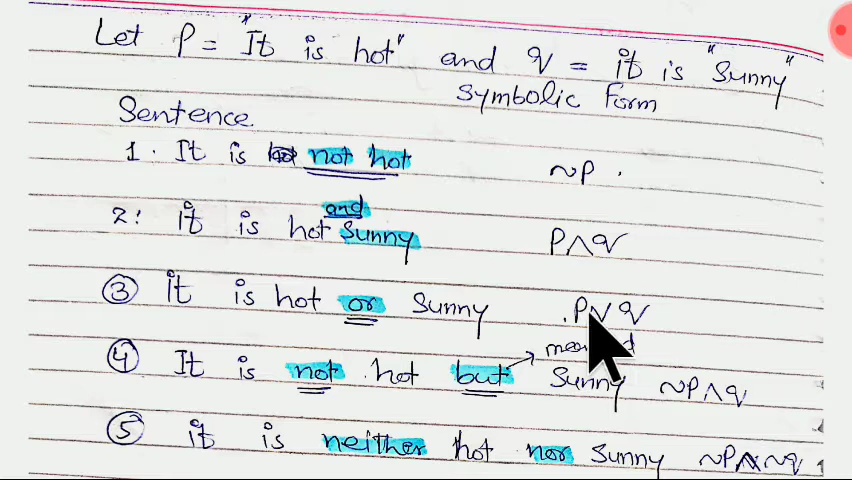 Let P = "It is hot" and q = it is "Sunny"
Sentence Symbolic Form
1. It is not hot ~P.
2: it is hot and Sunny P∧q
③ it is hot or Sunny .P∨q
④ It is not hot but → Sunny ~P∧q
⑤ it is neither hot nor Sunny ~P∧~q